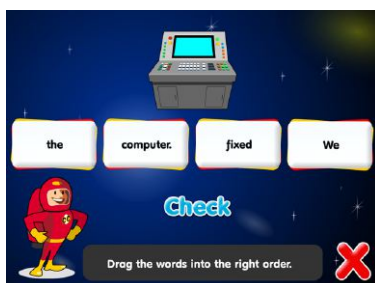 the computer. fixed We
Check
Drag the words into the right order.